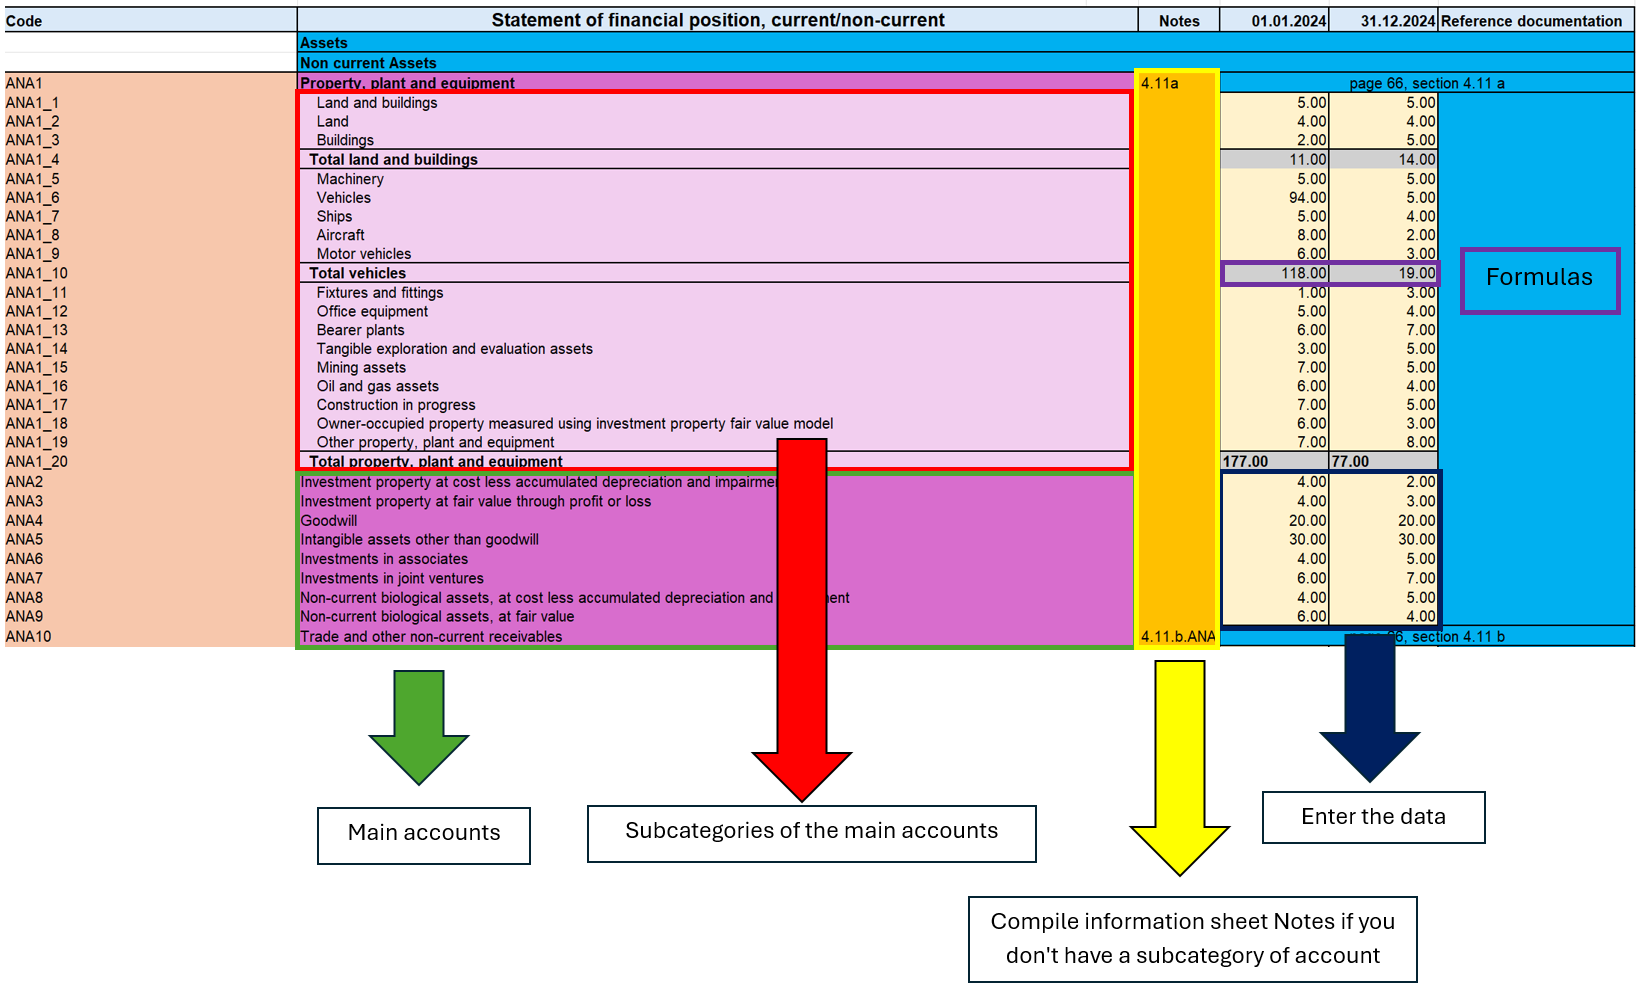 Code Statement of financial position, current/non-current Notes 01.01.2024 31.12.2024 Reference documentation
Assets
Non current Assets
ANA1 Property, plant and equipment 4.11a page 66, section 4.11 a
ANA1_1 Land and buildings 5.00 5.00
ANA1_2 Land 4.00 4.00
ANA1_3 Buildings 2.00 5.00
ANA1_4 Total land and buildings 11.00 14.00
ANA1_5 Machinery 5.00 5.00
ANA1_6 Vehicles 94.00 5.00
ANA1_7 Ships 5.00 4.00
ANA1_8 Aircraft 8.00 2.00
ANA1_9 Motor vehicles 6.00 3.00
ANA1_10 Total vehicles 118.00 19.00
Formulas
ANA1_11 Fixtures and fittings 1.00 3.00
ANA1_12 Office equipment 5.00 4.00
ANA1_13 Bearer plants 6.00 7.00
ANA1_14 Tangible exploration and evaluation assets 3.00 5.00
ANA1_15 Mining assets 7.00 5.00
ANA1_16 Oil and gas assets 6.00 4.00
ANA1_17 Construction in progress 7.00 5.00
ANA1_18 Owner-occupied property measured using investment property fair value model 6.00 3.00
ANA1_19 Other property, plant and equipment 7.00 8.00
ANA1_20 Total property, plant and equipment 177.00 77.00
ANA2 Investment property at cost less accumulated depreciation and 4.00 2.00
ANA3 Investment property at fair value through profit or loss 4.00 3.00
ANA4 Goodwill 20.00 20.00
ANA5 Intangible assets other than goodwill 30.00 30.00
ANA6 Investments in associates 4.00 5.00
ANA7 Investments in joint ventures 6.00 7.00
ANA8 Non-current biological assets, at cost less accumulated depreciation and 4.00 5.00
ANA9 Non-current biological assets, at fair value 6.00 4.00
ANA10 Trade and other non-current receivables 4.11.b.ANA section 4.11 b
Main accounts
Subcategories of the main accounts
Enter the data
Compile information sheet Notes if you
don't have a subcategory of account